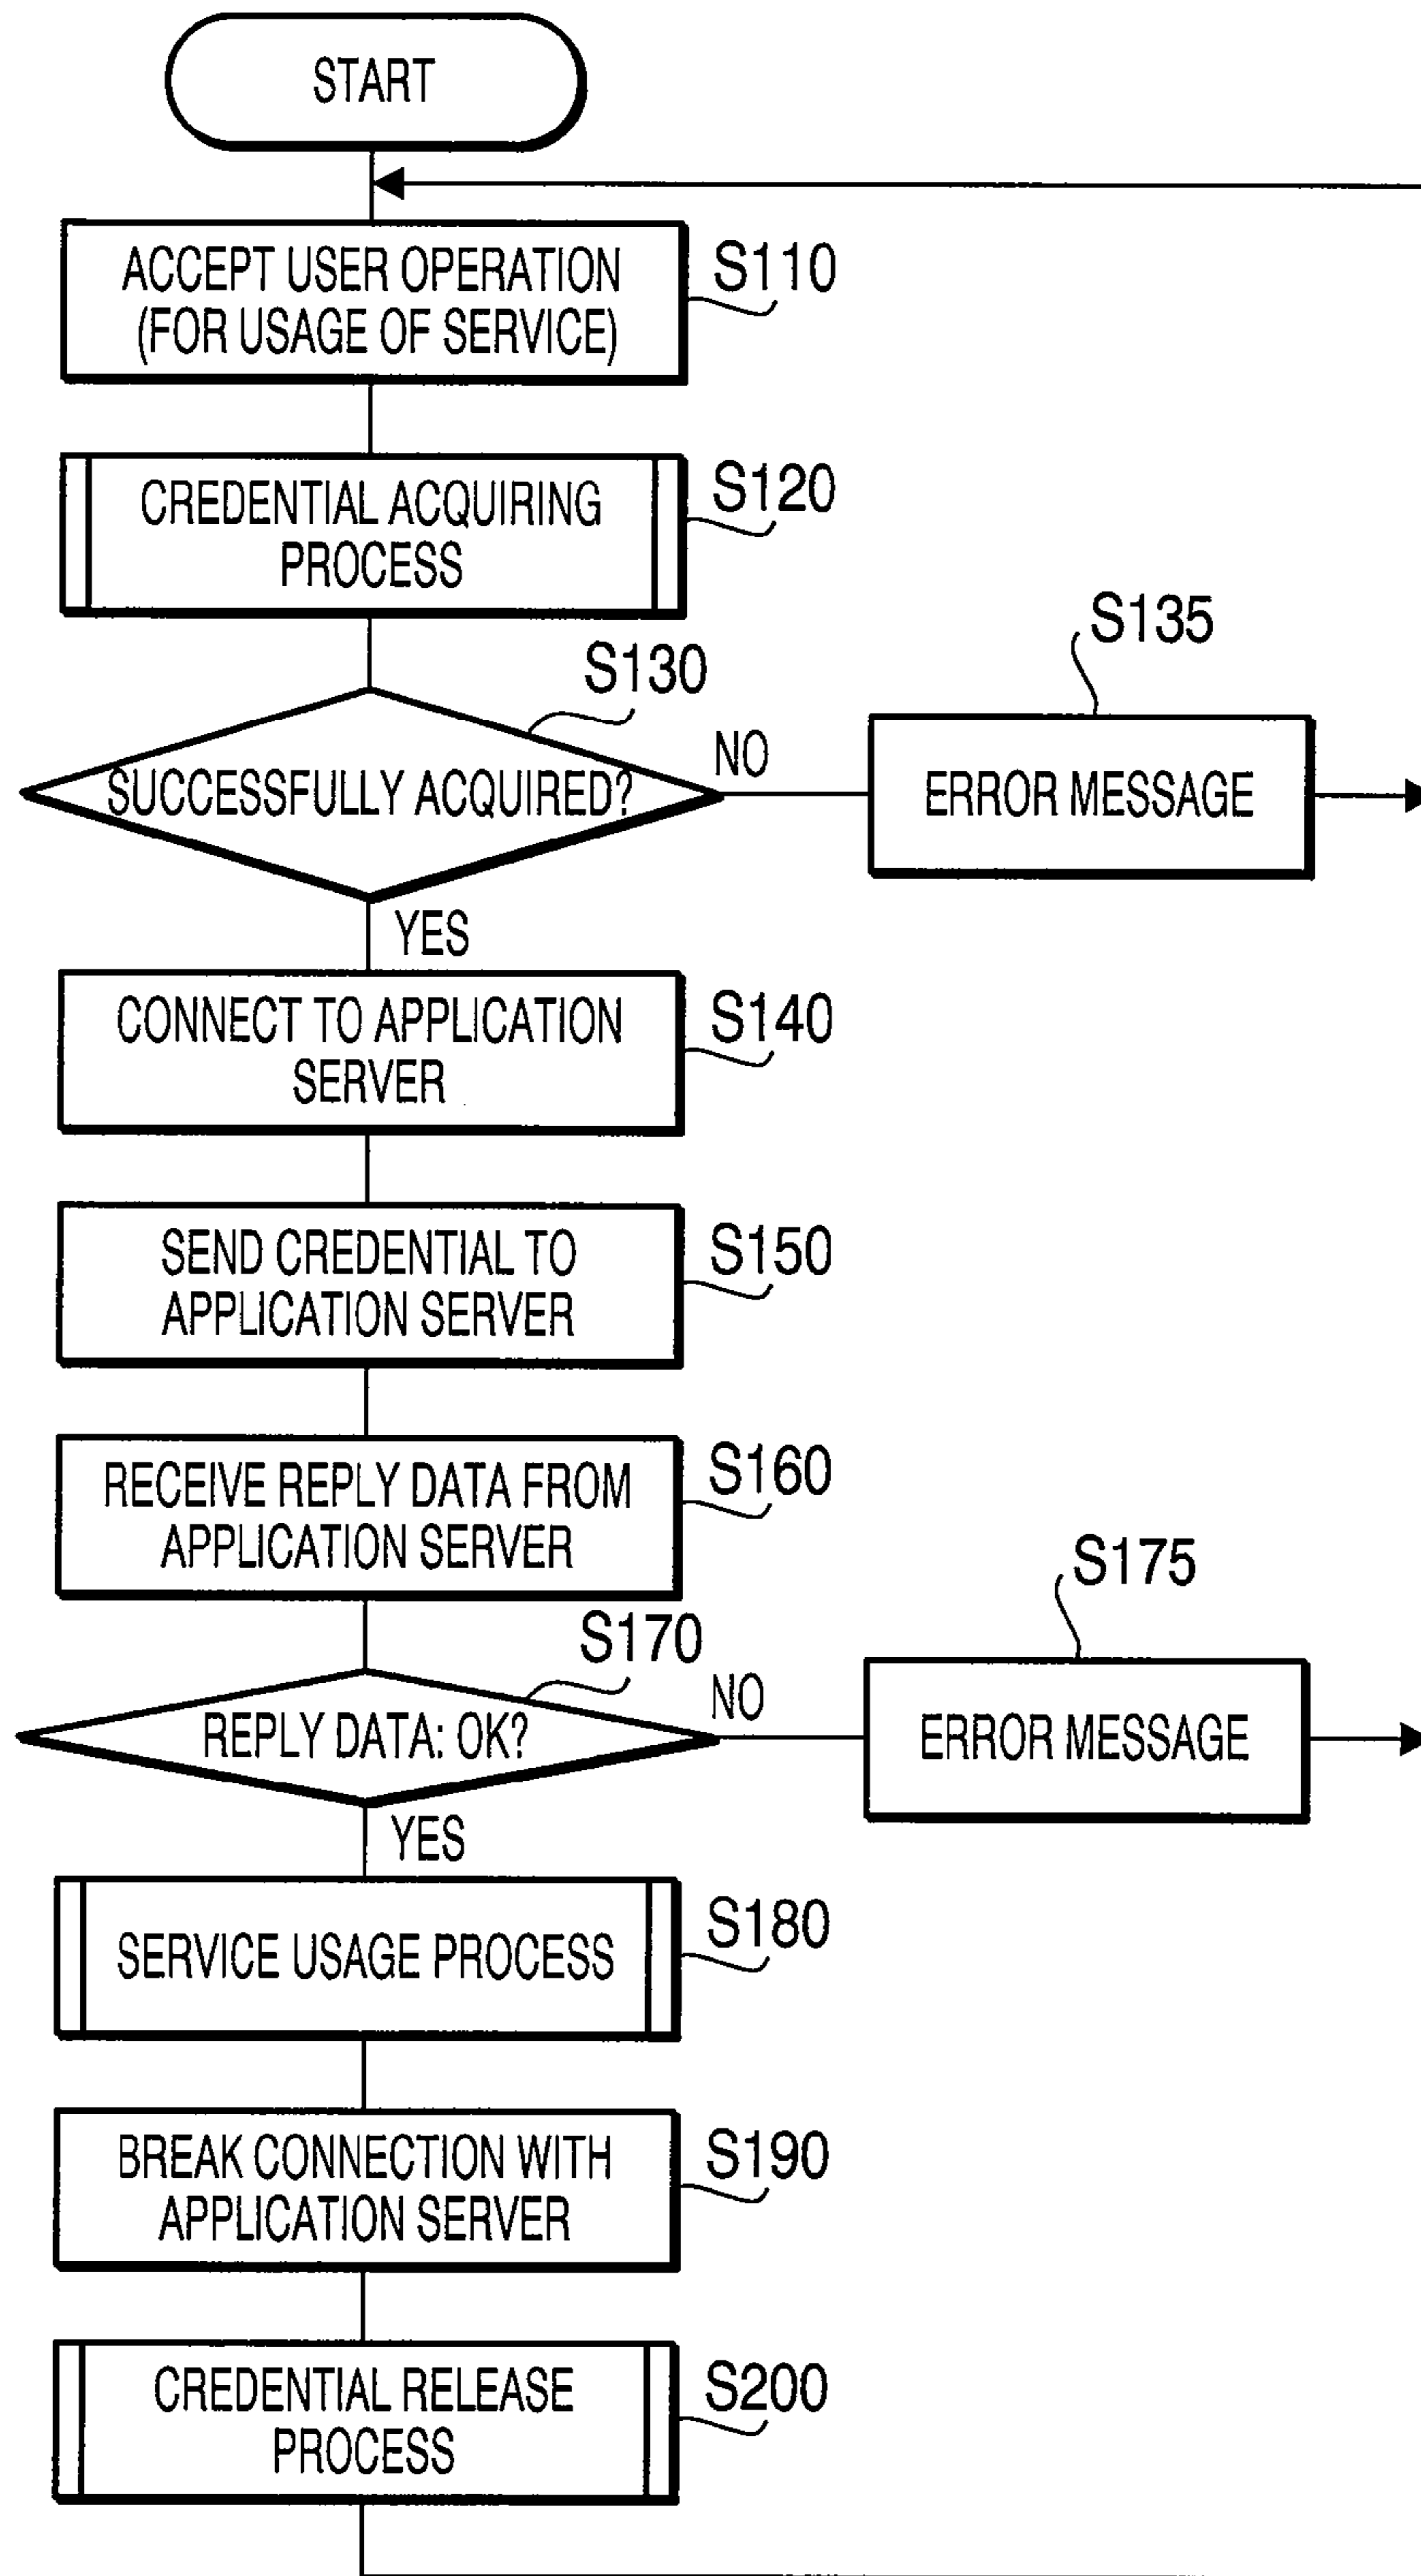 START
ACCEPT USER OPERATION
(FOR USAGE OF SERVICE)
S110
CREDENTIAL ACQUIRING
PROCESS
S120
S130
SUCCESSFULLY ACQUIRED?
NO
S135
ERROR MESSAGE
YES
CONNECT TO APPLICATION
SERVER
S140
SEND CREDENTIAL TO
APPLICATION SERVER
S150
RECEIVE REPLY DATA FROM
APPLICATION SERVER
S160
S170
REPLY DATA: OK?
NO
S175
ERROR MESSAGE
YES
SERVICE USAGE PROCESS
S180
BREAK CONNECTION WITH
APPLICATION SERVER
S190
CREDENTIAL RELEASE
PROCESS
S200